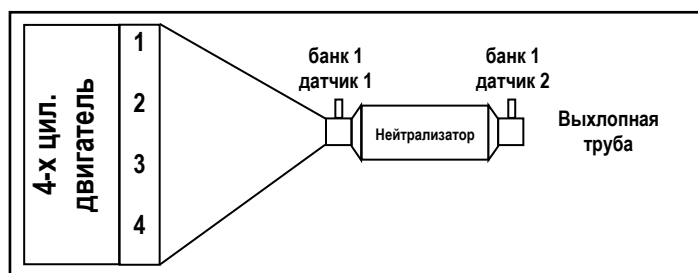 4-х цил.
двигатель
1
2
3
4
банк 1
датчик 1
Нейтрализатор
банк 1
датчик 2
Выхлопная
труба